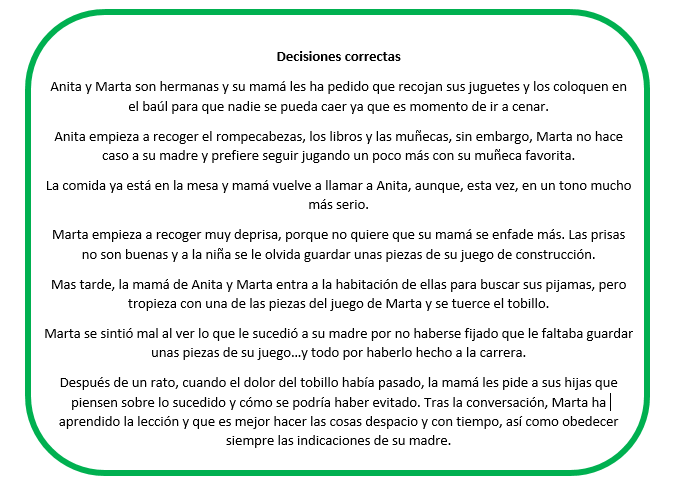 Decisiones correctas
Anita y Marta son hermanas y su mamá les ha pedido que recojan sus juguetes y los coloquen en
el baúl para que nadie se pueda caer ya que es momento de ir a cenar.
Anita empieza a recoger el rompecabezas, los libros y las muñecas, sin embargo, Marta no hace
caso a su madre y prefiere seguir jugando un poco más con su muñeca favorita.
La comida ya está en la mesa y mamá vuelve a llamar a Anita, aunque, esta vez, en un tono mucho
más serio.
Marta empieza a recoger muy deprisa, porque no quiere que su mamá se enfade más. Las prisas
no son buenas y a la niña se le olvida guardar unas piezas de su juego de construcción.
Mas tarde, la mamá de Anita y Marta entra a la habitación de ellas para buscar sus pijamas, pero
tropieza con una de las piezas del juego de Marta y se tuerce el tobillo.
Marta se sintió mal al ver lo que le sucedió a su madre por no haberse fijado que le faltaba guardar
unas piezas de su juego…y todo por haberlo hecho a la carrera.
Después de un rato, cuando el dolor del tobillo había pasado, la mamá les pide a sus hijas que
piensen sobre lo sucedido y cómo se podría haber evitado. Tras la conversación, Marta ha
aprendido la lección y que es mejor hacer las cosas despacio y con tiempo, así como obedecer
siempre las indicaciones de su madre.